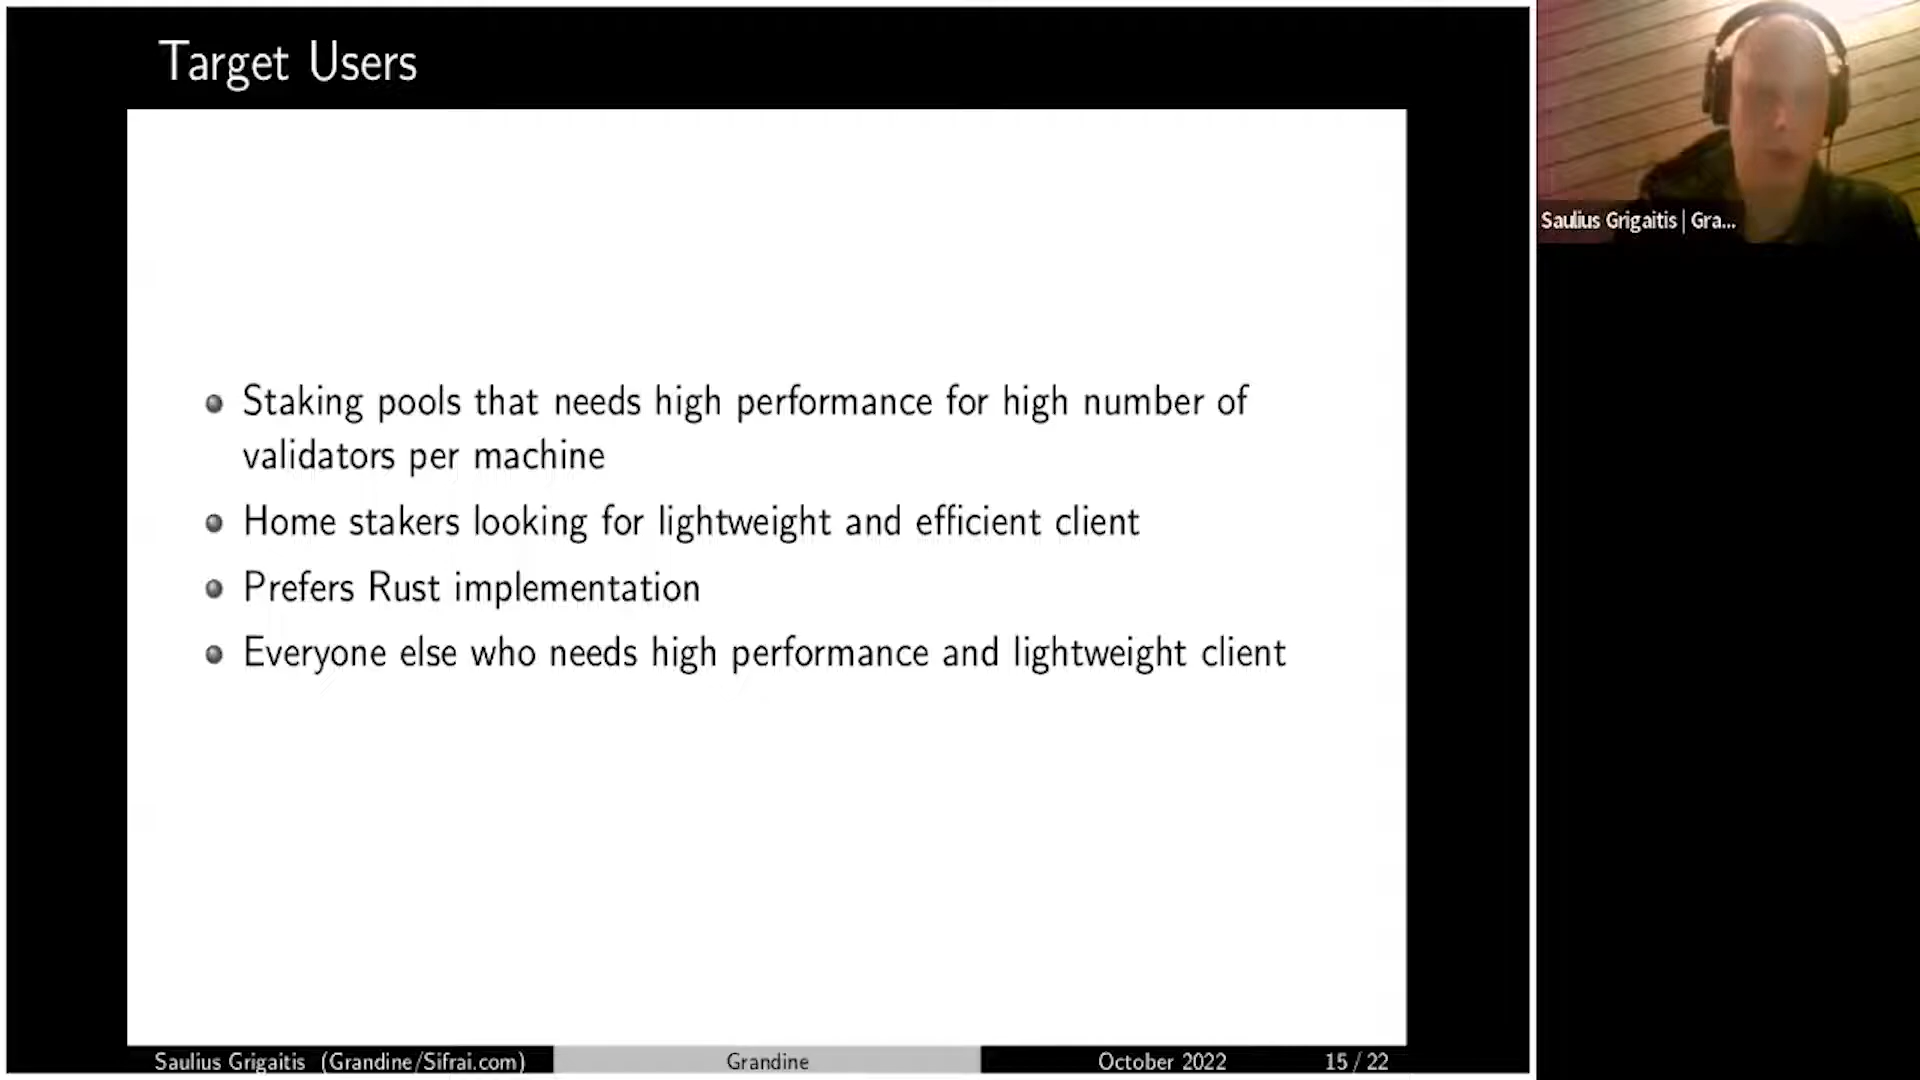 Target Users
Staking pools that needs high performance for high number of
validators per machine
Home stakers looking for lightweight and efficient client
Prefers Rust implementation
Everyone else who needs high performance and lightweight client
Saulius Grigaitis (Grandine/Sifrai.com)
Grandine
October 2022
15 / 22
Saulius Grigaitis | Gra...